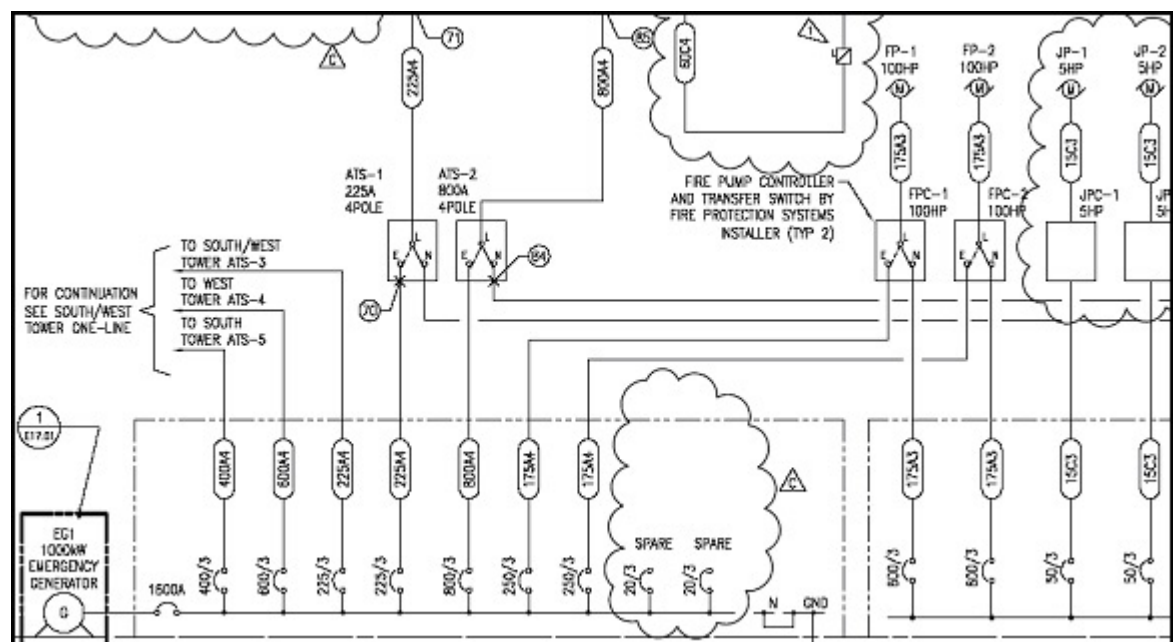 71
85
C
1
225A4
800A4
60C4
FP-1
100HP
FP-2
100HP
JP-1
5HP
JP-2
5HP
M
M
M
M
175A3
175A3
15C3
15C3
ATS-1
225A
4POLE
ATS-2
800A
4POLE
FIRE PUMP CONTROLLER
AND TRANSFER SWITCH BY
FIRE PROTECTION SYSTEMS
INSTALLER (TYP 2)
FPC-1
100HP
FPC-2
100HP
JPC-1
5HP
L
E
N
L
E
N
L
E
N
L
E
N
84
70
TO SOUTH/WEST
TOWER ATS-3
TO WEST
TOWER ATS-4
TO SOUTH
TOWER ATS-5
FOR CONTINUATION
SEE SOUTH/WEST
TOWER ONE-LINE
1
E17.01
400A4
600A4
225A4
225A4
800A4
175A4
175A4
C
175A3
175A3
15C3
15C3
EG1
1000KW
EMERGENCY
GENERATOR
G
1600A
400/3
600/3
225/3
225/3
800/3
250/3
250/3
SPARE
SPARE
20/3
20/3
N
GND
600/3
600/3
50/3
50/3